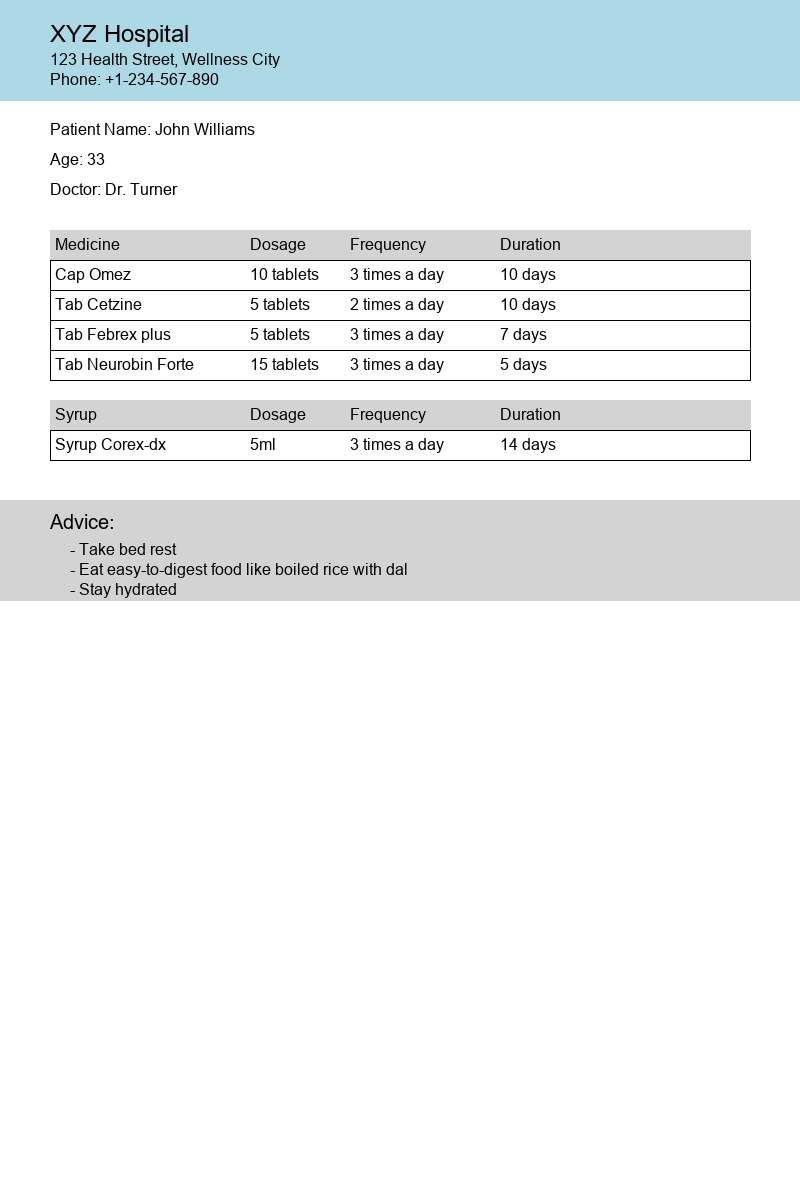 XYZ Hospital
123 Health Street, Wellness City
Phone: +1-234-567-890
Patient Name: John Williams
Age: 33
Doctor: Dr. Turner
Medicine Dosage Frequency Duration
Cap Omez 10 tablets 3 times a day 10 days
Tab Cetzine 5 tablets 2 times a day 10 days
Tab Febrex plus 5 tablets 3 times a day 7 days
Tab Neurobin Forte 15 tablets 3 times a day 5 days
Syrup Dosage Frequency Duration
Syrup Corex-dx 5ml 3 times a day 14 days
Advice:
- Take bed rest
- Eat easy-to-digest food like boiled rice with dal
- Stay hydrated